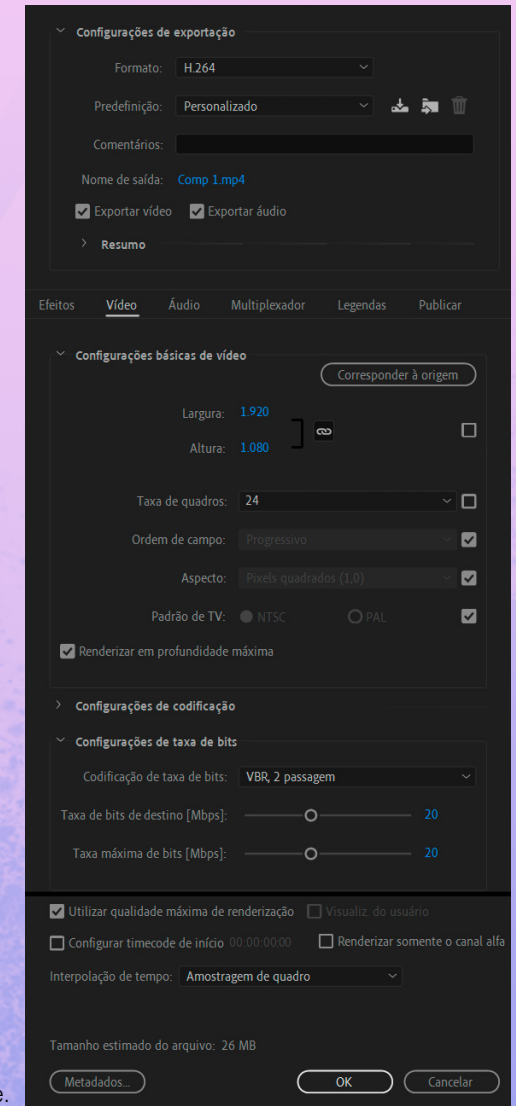 Configurações de exportação
Formato: H.264
Predefinição: Personalizado
Comentários:
Nome de saída: Comp 1.mp4
Exportar vídeo Exportar áudio
Resumo
Efeitos Vídeo Áudio Multiplexador Legendas Publicar
Configurações básicas de vídeo
Corresponder à origem
Largura: 1.920
Altura: 1.080
Taxa de quadros: 24
Ordem de campo: Progressivo
Aspecto: Pixels quadrados (1,0)
Padrão de TV: NTSC PAL
Renderizar em profundidade máxima
Configurações de codificação
Configurações de taxa de bits
Codificação de taxa de bits: VBR, 2 passagem
Taxa de bits de destino [Mbps]: 20
Taxa máxima de bits [Mbps]: 20
Utilizar qualidade máxima de renderização Visualiz. do usuário
Configurar timecode de início 00:00:00:00 Renderizar somente o canal alfa
Interpolação de tempo: Amostragem de quadro
Tamanho estimado do arquivo: 26 MB
Metadados... OK Cancelar
e.